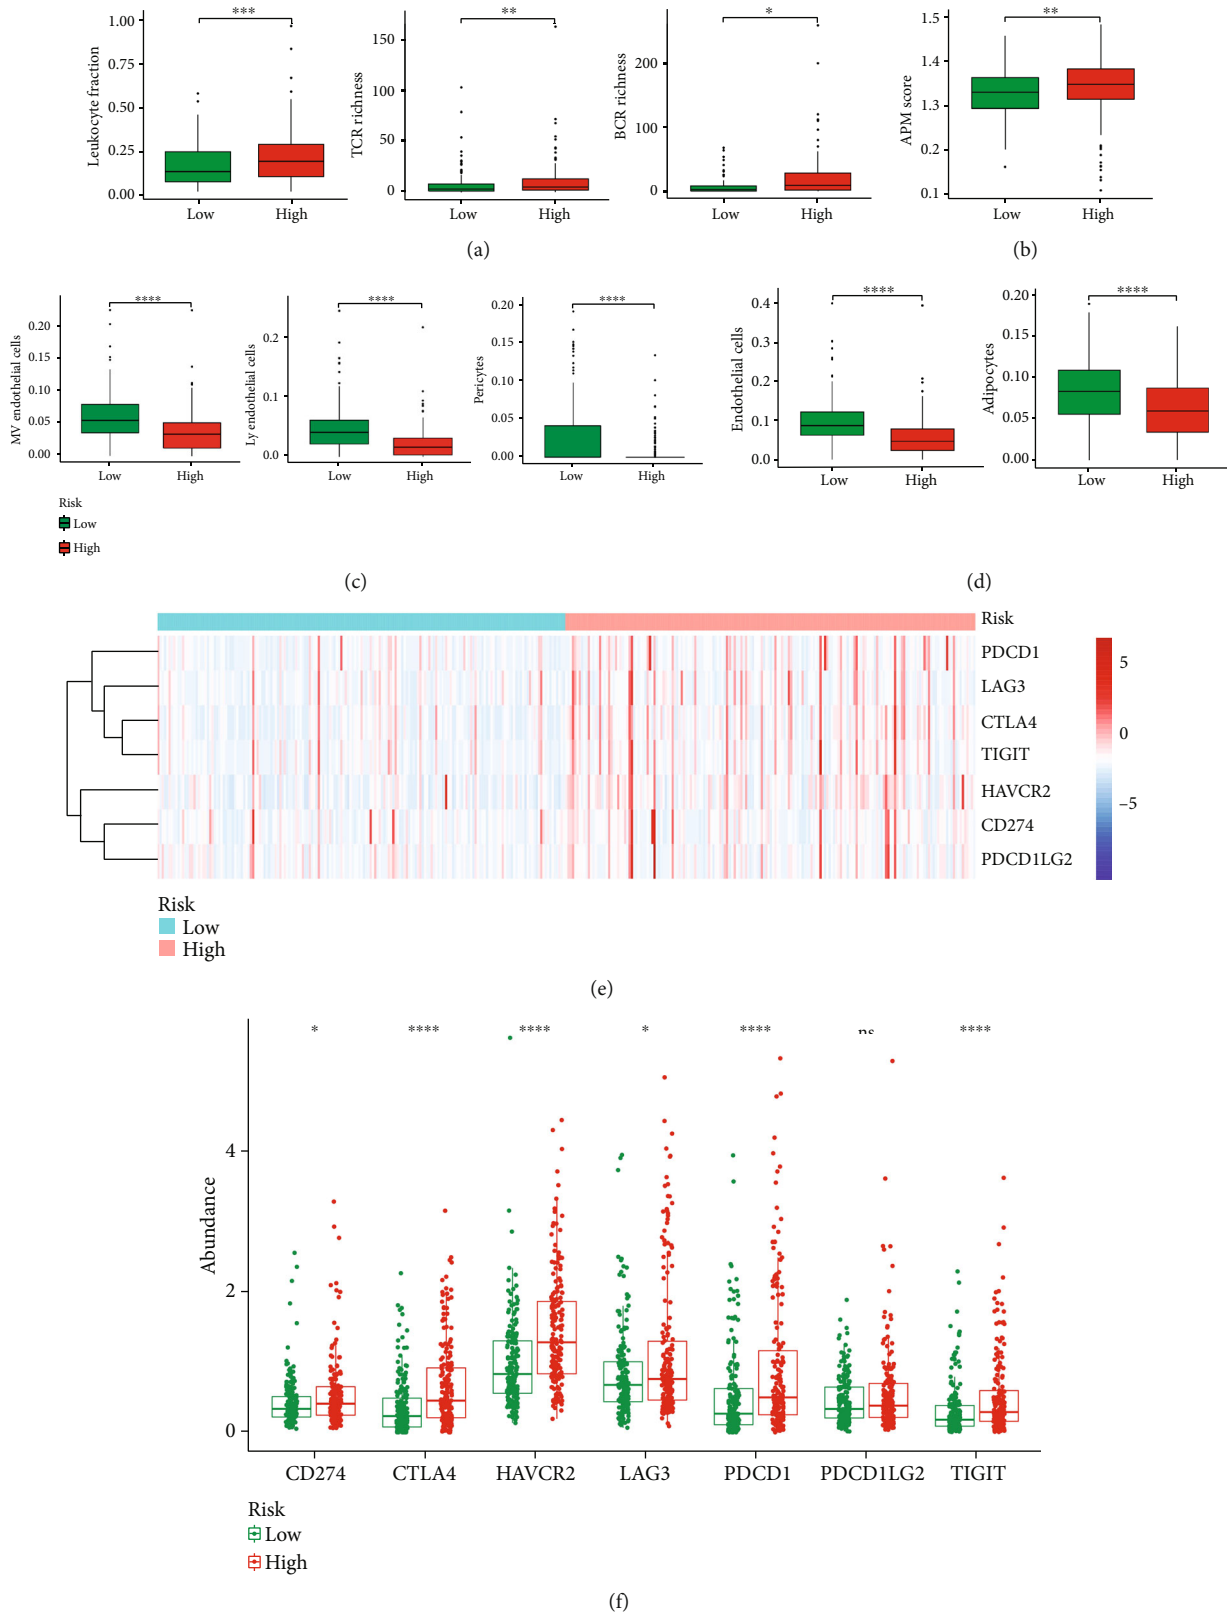 ***
1.00
0.75
0.50
0.25
0.00
Leukocyte fraction
Low
High
**
150
100
50
0
TCR richness
Low
High
*
200
100
0
BCR richness
Low
High
**
1.4
1.4
1.3
0.2
0.1
APM score
Low
High
(a)
(b)
****
0.20
0.15
0.10
0.05
0.00
MV endothelial cells
Low
High
****
0.2
0.1
0.0
Ly endothelial cells
Low
High
****
0.20
0.15
0.10
0.05
0.00
Pericytes
Low
High
****
0.4
0.3
0.2
0.1
0.0
Endothelial cells
Low
High
****
0.20
0.15
0.10
0.05
0.00
Adipocytes
Low
High
Risk
Low
High
(c)
(d)
Risk
PDCD1
LAG3
CTLA4
TIGIT
HAVCR2
CD274
PDCD1LG2
5
0
−5
Risk
Low
High
(e)
*
****
****
*
****
ns
****
4
2
0
Abundance
CD274
CTLA4
HAVCR2
LAG3
PDCD1
PDCD1LG2
TIGIT
Risk
Low
High
(f)